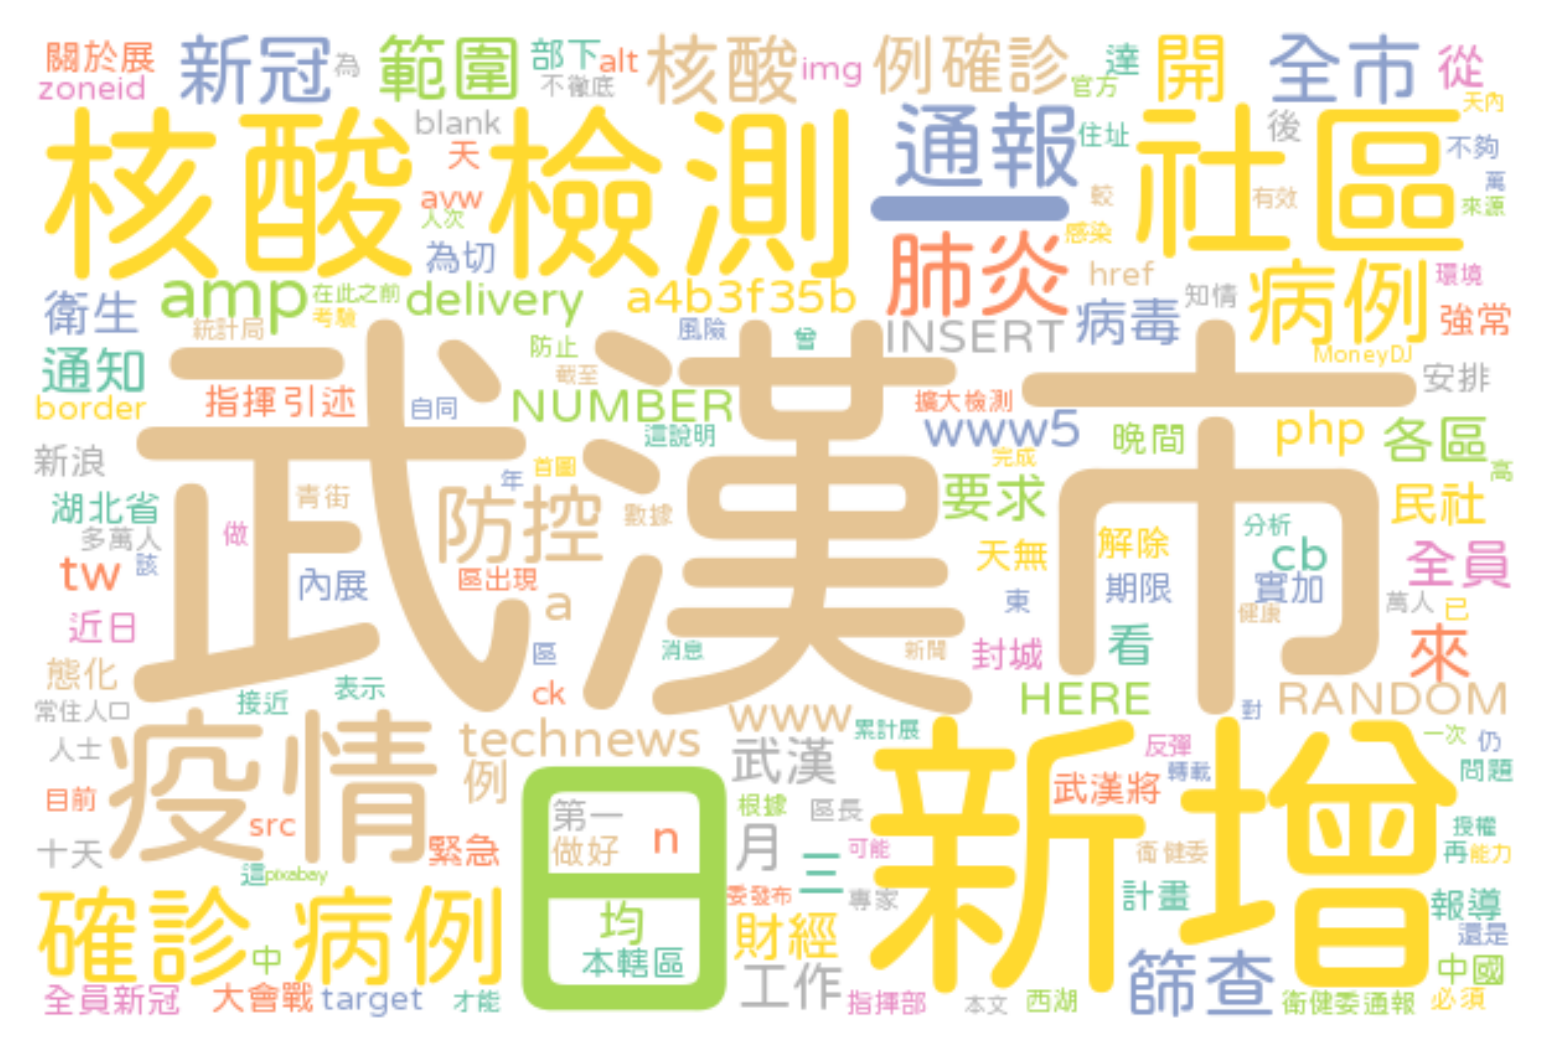 關於展 新冠 為 範圍 部下 alt 核酸 img 例確診 達 開 全市 從
zoneid 不徹底 官方 天內
核酸檢測 blank 通報 住址 社區 後 不夠
天 萬
avw 一 較 有效 來源
人次 感染
為切 肺炎 href 病例 環境
衛生 amp 在此之前 delivery a4b3f35b 病毒 知情 強常
統計局 考驗 風險 曾 INSERT
通知 防止 MoneyDJ
截至 安排
border 指揮引述 自同 NUMBER 擴大檢測
武漢市
這說明 www5 晚間 php 各區
新浪 首圖 完成 高
湖北省 青街 年 防控 數據 要求 民社
多萬人 做 天無 解除 分析
tw 該 內展 區出現 cb 全員
a 東 期限 實加 萬人 已
近日 健康
區 消息 新聞 封城 看 來
態化 接近 表示 ck HERE RANDOM
常住人口 www 對
疫情 technews 累計展 新增
人士 例 日 武漢 反彈 一次 仍
轉載 問題
目前 第一 根據 區長 武漢將
src 授權
十天 緊急 做好 n 月 可能 衛健委 再 能力
這 pixabay 三
確診病例 委發布 專家 計畫 報導
均 財經 還是
中 本轄區 篩查 中國
全員新冠 大會戰 target 才能 工作 指揮部 本文 西湖 衛健委通報 必須